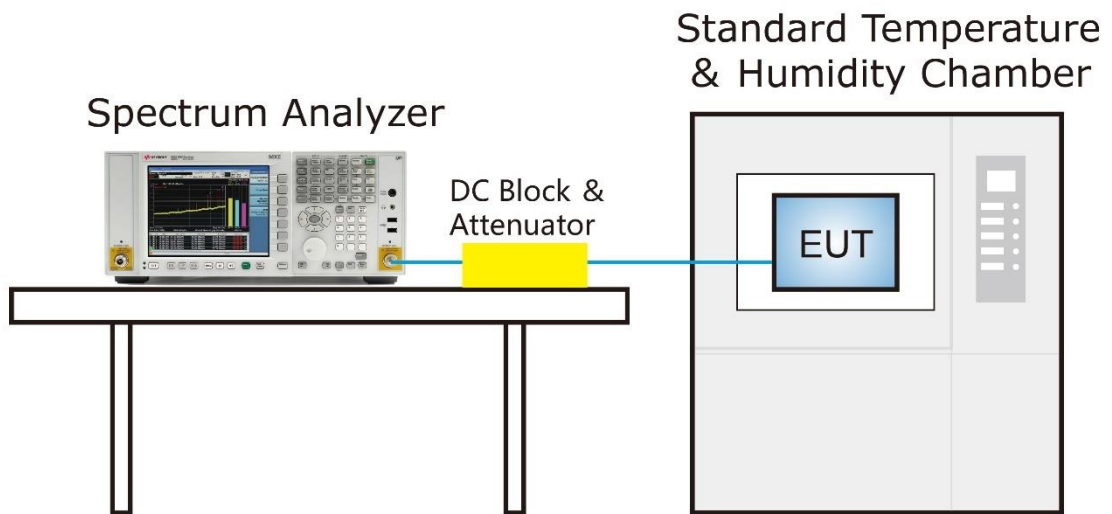 Standard Temperature
& Humidity Chamber
Spectrum Analyzer
DC Block &
Attenuator
EUT